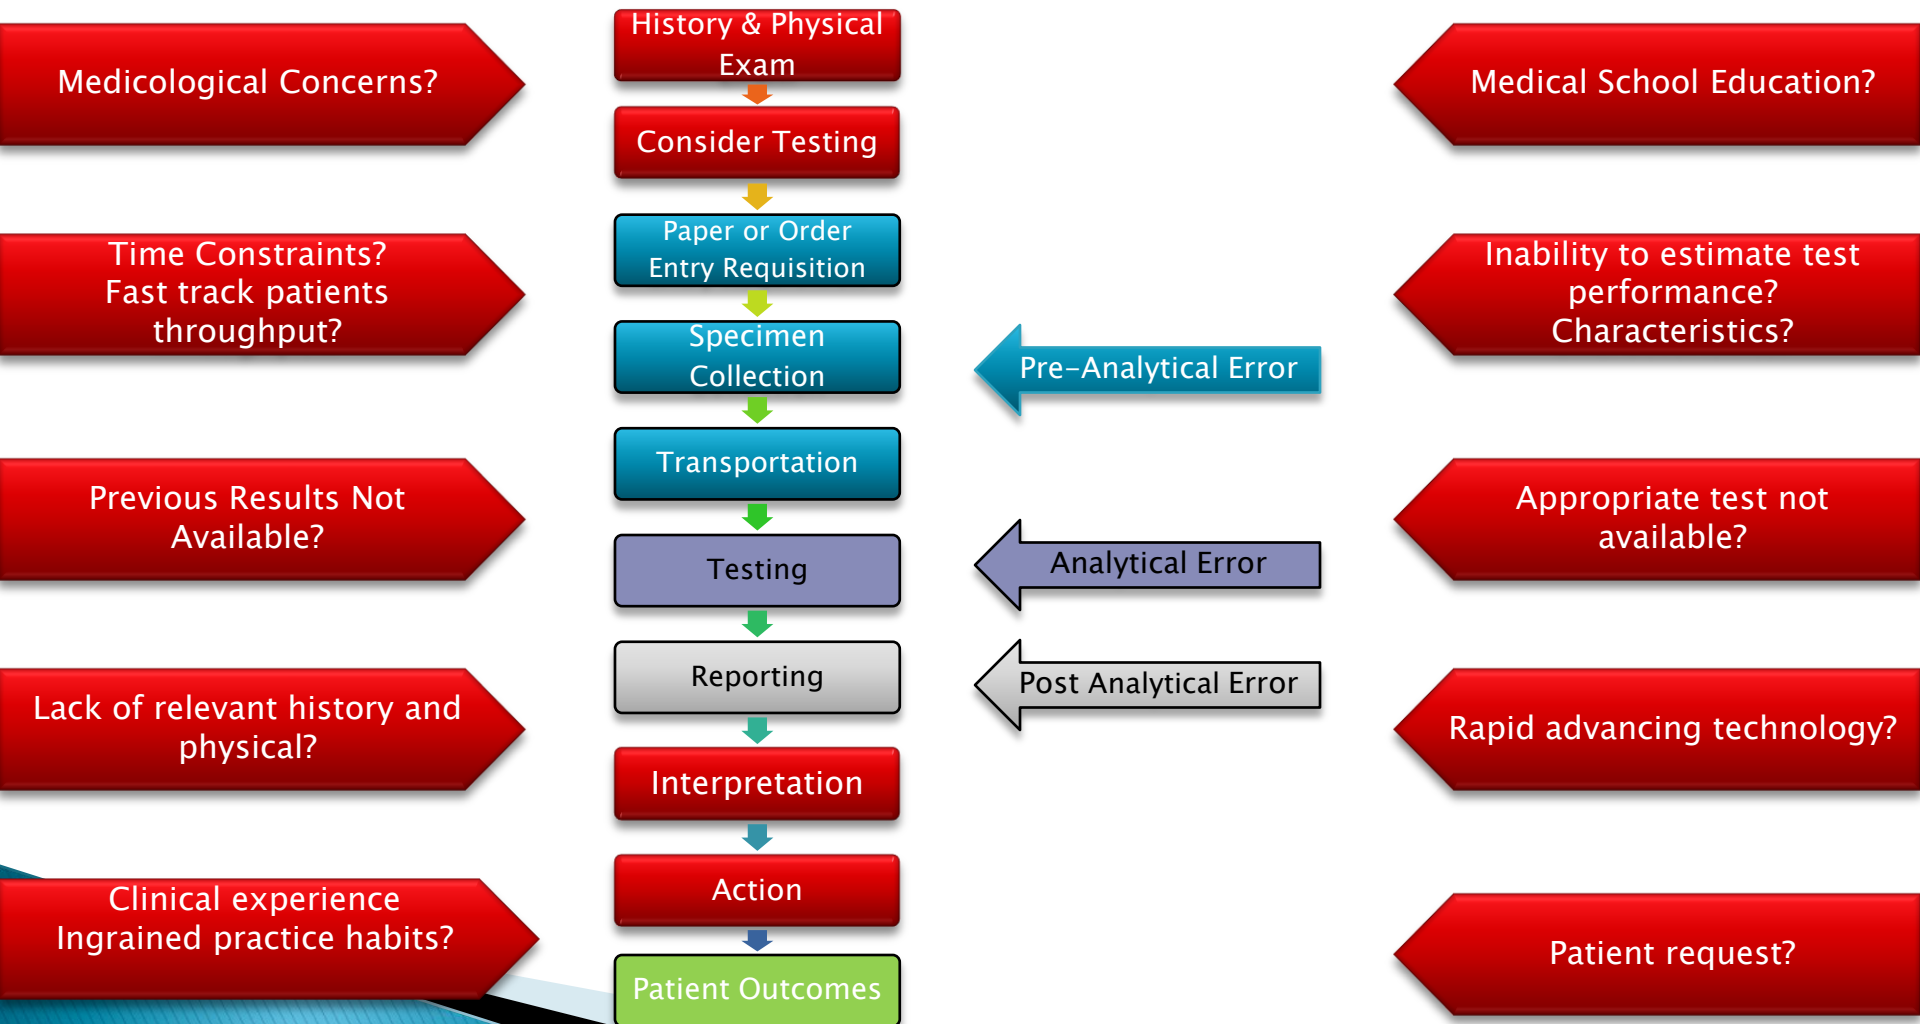 Medicological Concerns?
Time Constraints?
Fast track patients
throughput?
Previous Results Not
Available?
Lack of relevant history and
physical?
Clinical experience
Ingrained practice habits?
History & Physical
Exam
Consider Testing
Paper or Order
Entry Requisition
Specimen
Collection
Transportation
Testing
Reporting
Interpretation
Action
Patient Outcomes
Pre-Analytical Error
Analytical Error
Post Analytical Error
Medical School Education?
Inability to estimate test
performance?
Characteristics?
Appropriate test not
available?
Rapid advancing technology?
Patient request?